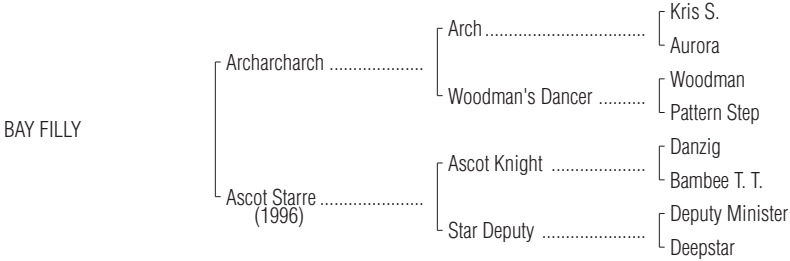 Kris S.
Arch ..................................
Aurora
Archarcharch ....................
Woodman
Woodman's Dancer ..........
Pattern Step
BAY FILLY
Danzig
Ascot Knight ....................
Bambee T. T.
Ascot Starre ......................
(1996)
Deputy Minister
Star Deputy ......................
Deepstar